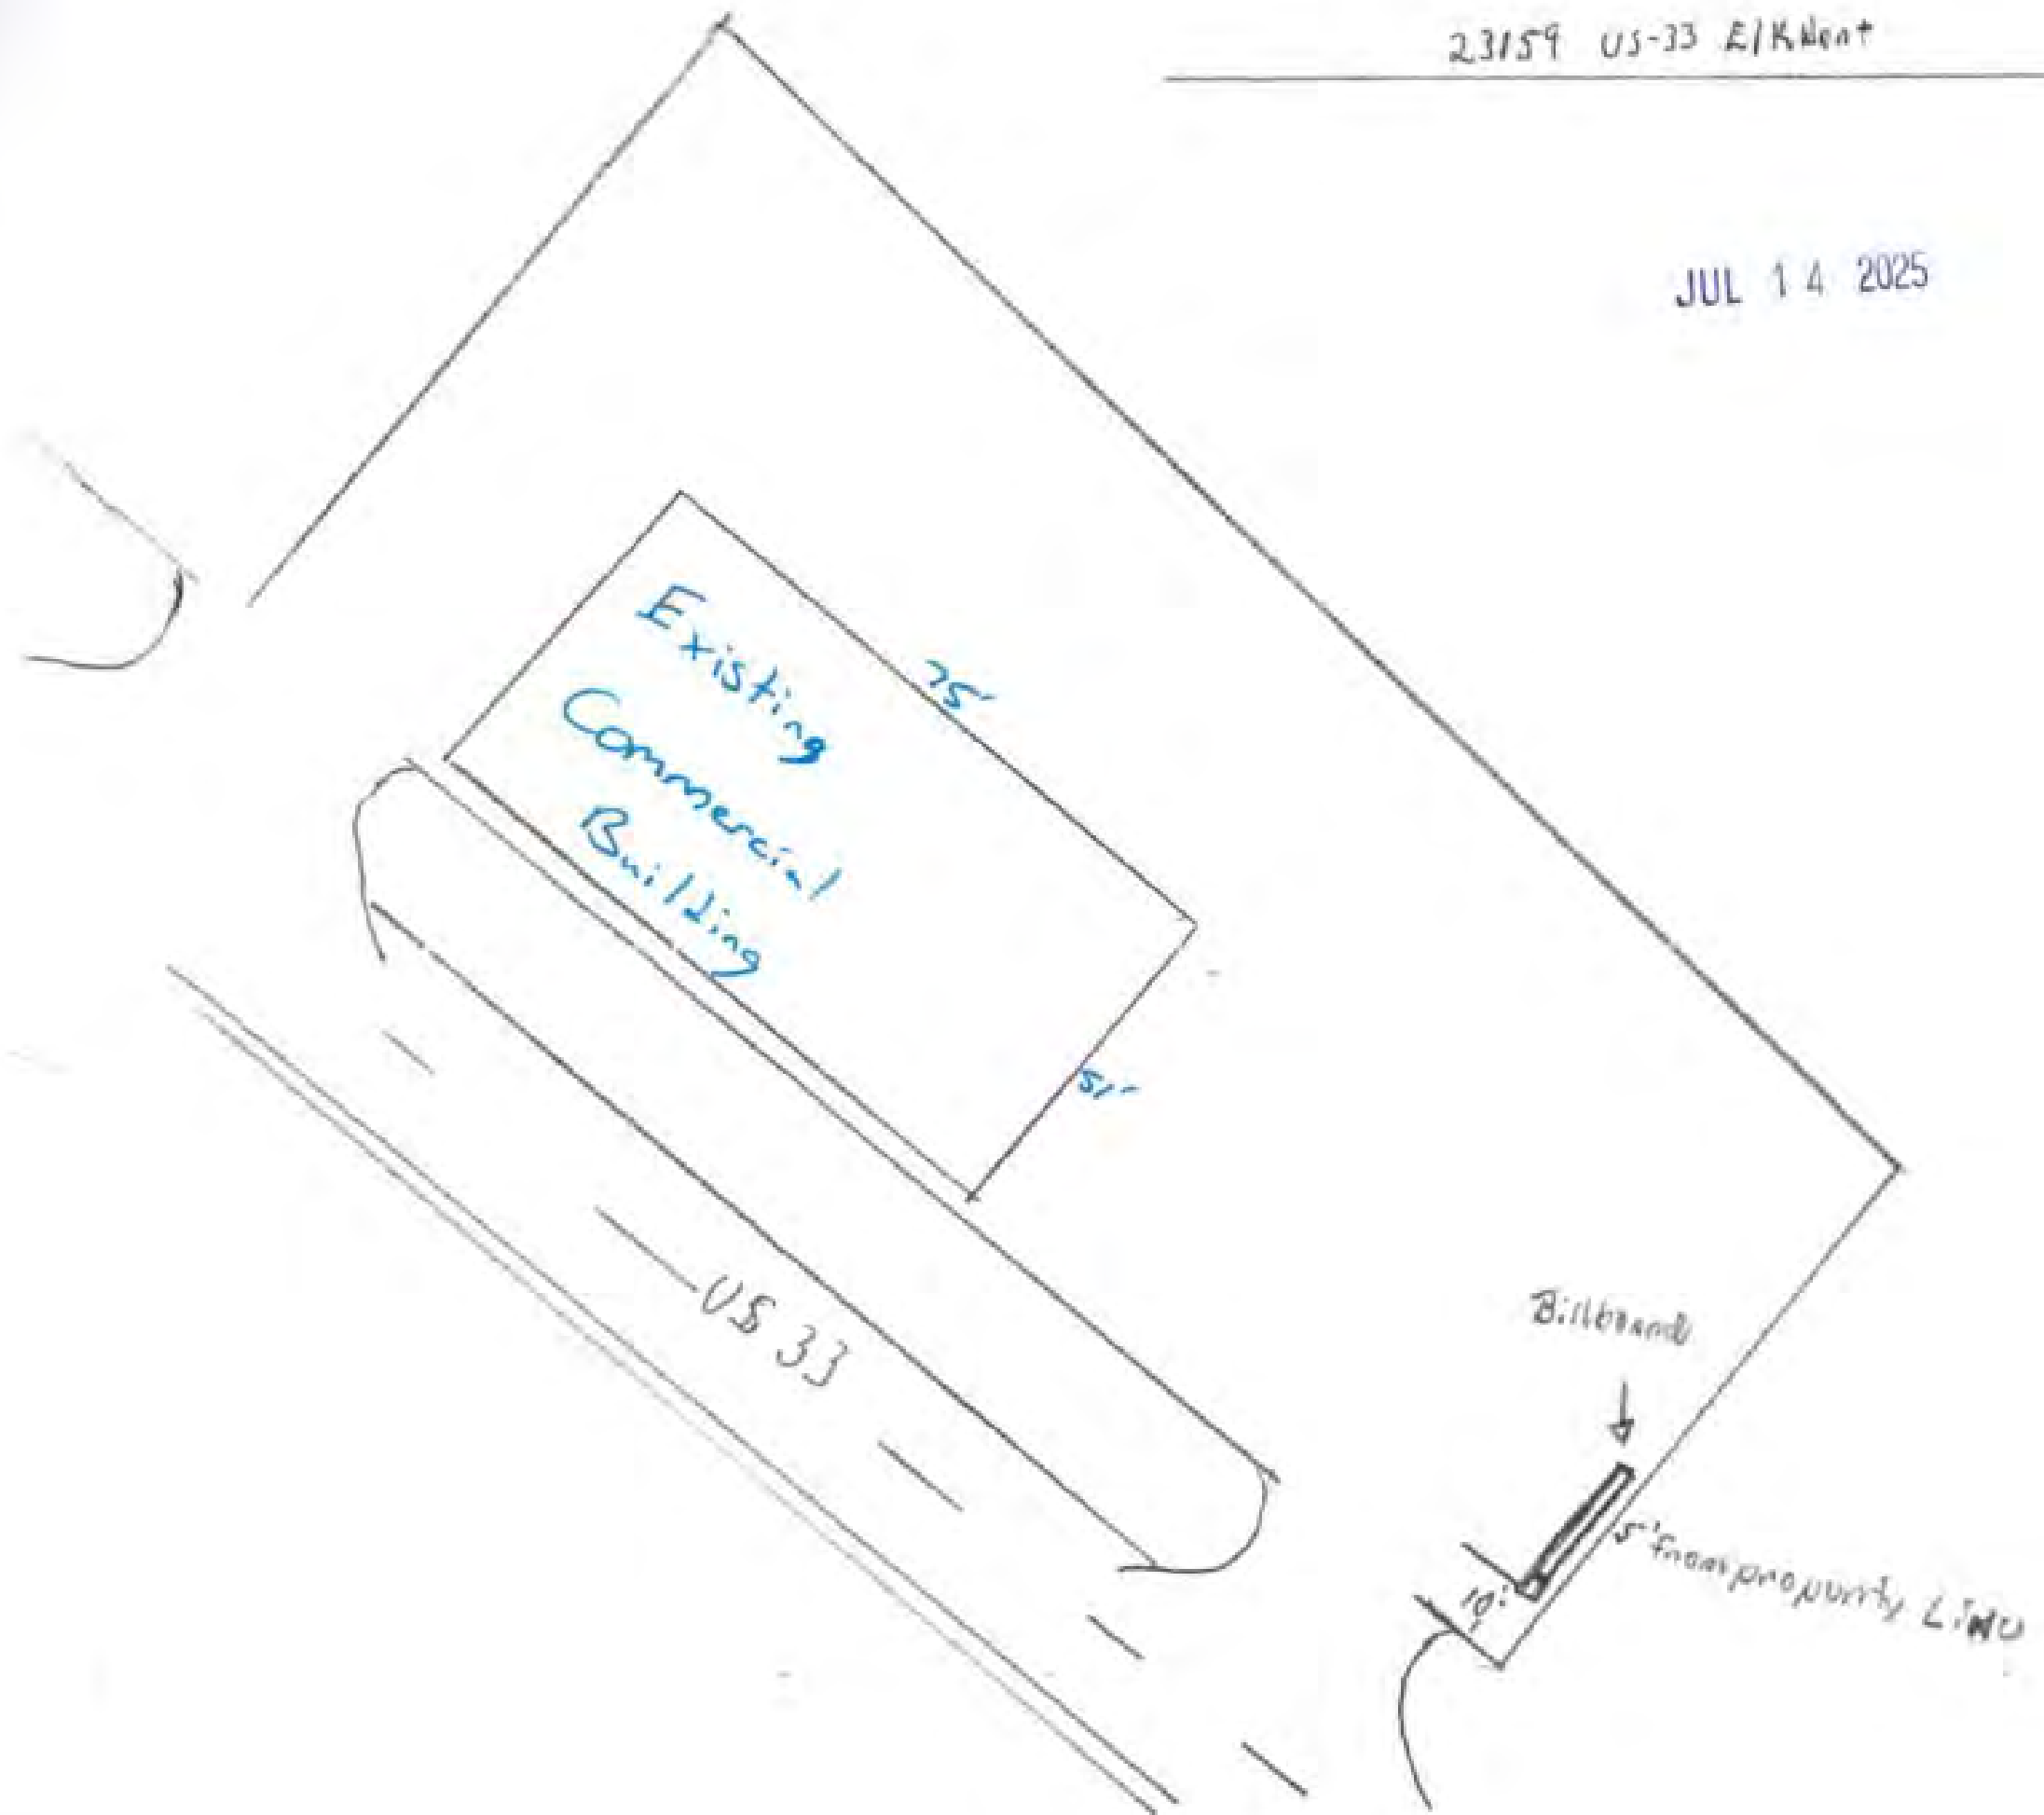 23159 US-33 ElKHart
JUL 14 2025
Existing
Commercial
Building
75'
51'
US 33
Billboard
5' from property LiNe
10'